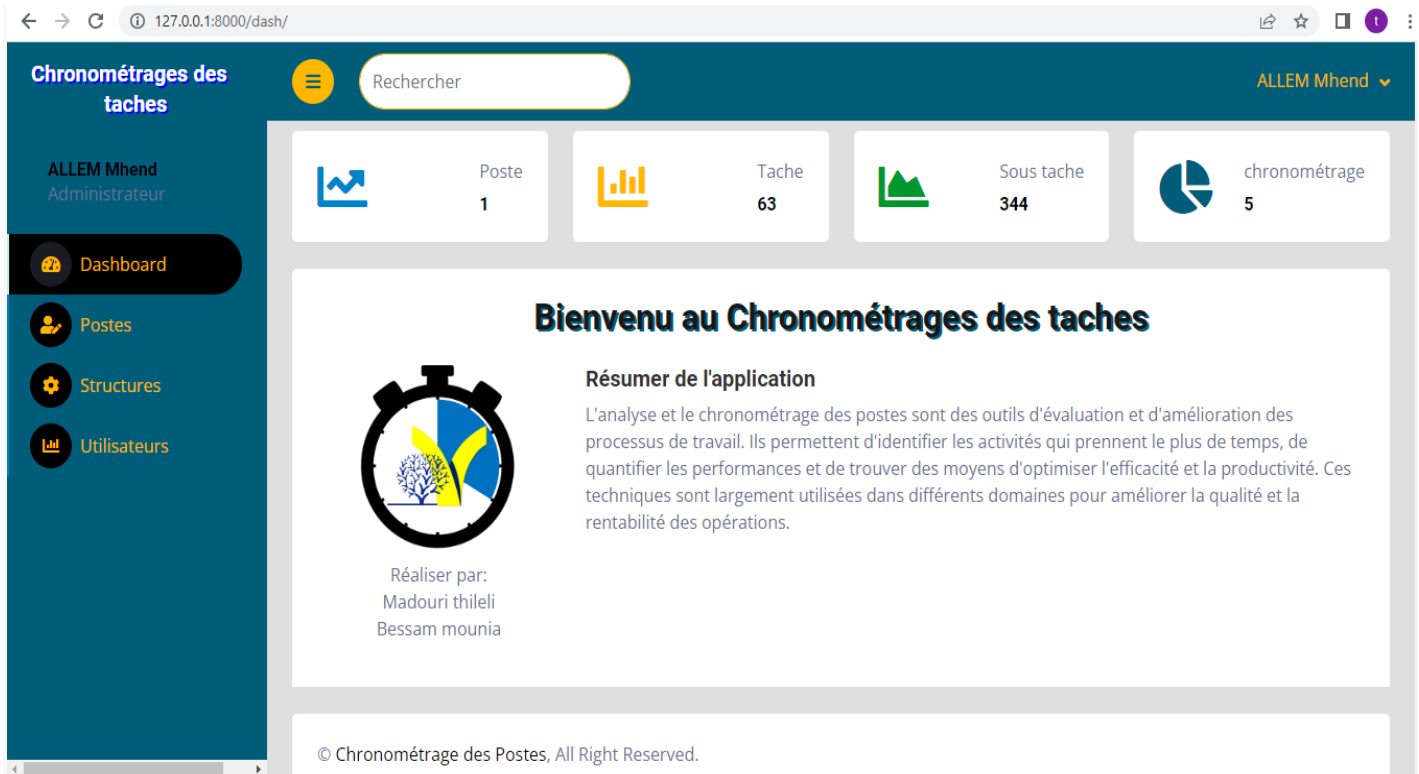 127.0.0.1:8000/dash/
t
Chronométrages des
taches
Rechercher
ALLEM Mhend
ALLEM Mhend
Administrateur
Dashboard
Postes
Structures
Utilisateurs
Poste
1
Tache
63
Sous tache
344
chronométrage
5
Bienvenu au Chronométrages des taches
Résumer de l'application
L'analyse et le chronométrage des postes sont des outils d'évaluation et d'amélioration des
processus de travail. Ils permettent d'identifier les activités qui prennent le plus de temps, de
quantifier les performances et de trouver des moyens d'optimiser l'efficacité et la productivité. Ces
techniques sont largement utilisées dans différents domaines pour améliorer la qualité et la
rentabilité des opérations.
Réaliser par:
Madouri thileli
Bessam mounia
© Chronométrage des Postes, All Right Reserved.